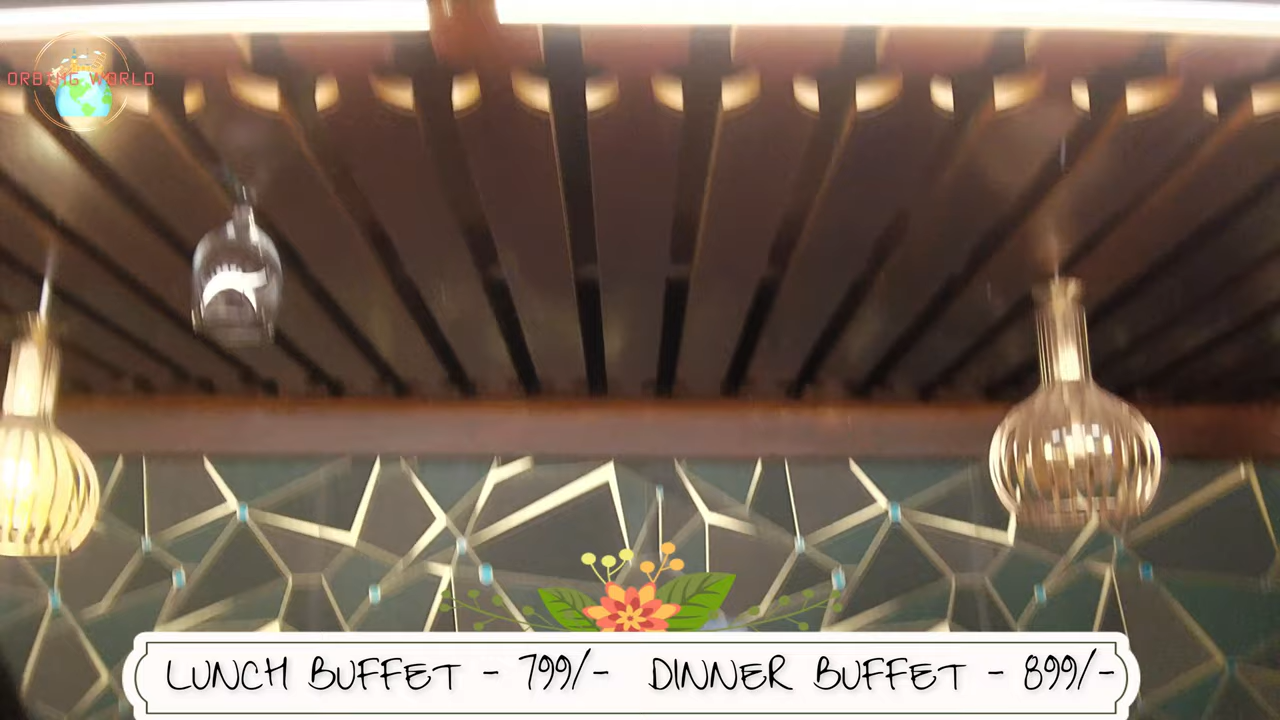 ORBING WORLD
LUNCH BUFFET - 799/- DINNER BUFFET - 899/-